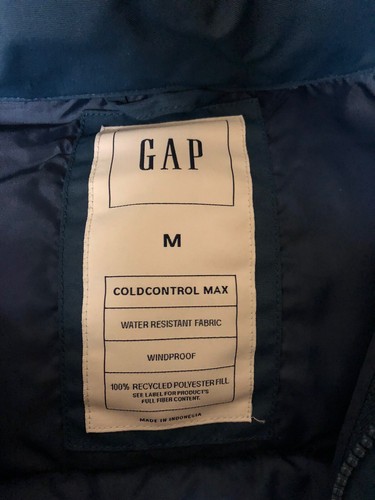 GAP
M
COLDCONTROL MAX
WATER RESISTANT FABRIC
WINDPROOF
100% RECYCLED POLYESTER FILL
SEE LABEL FOR PRODUCT'S
FULL FIBER CONTENT.
MADE IN INDONESIA